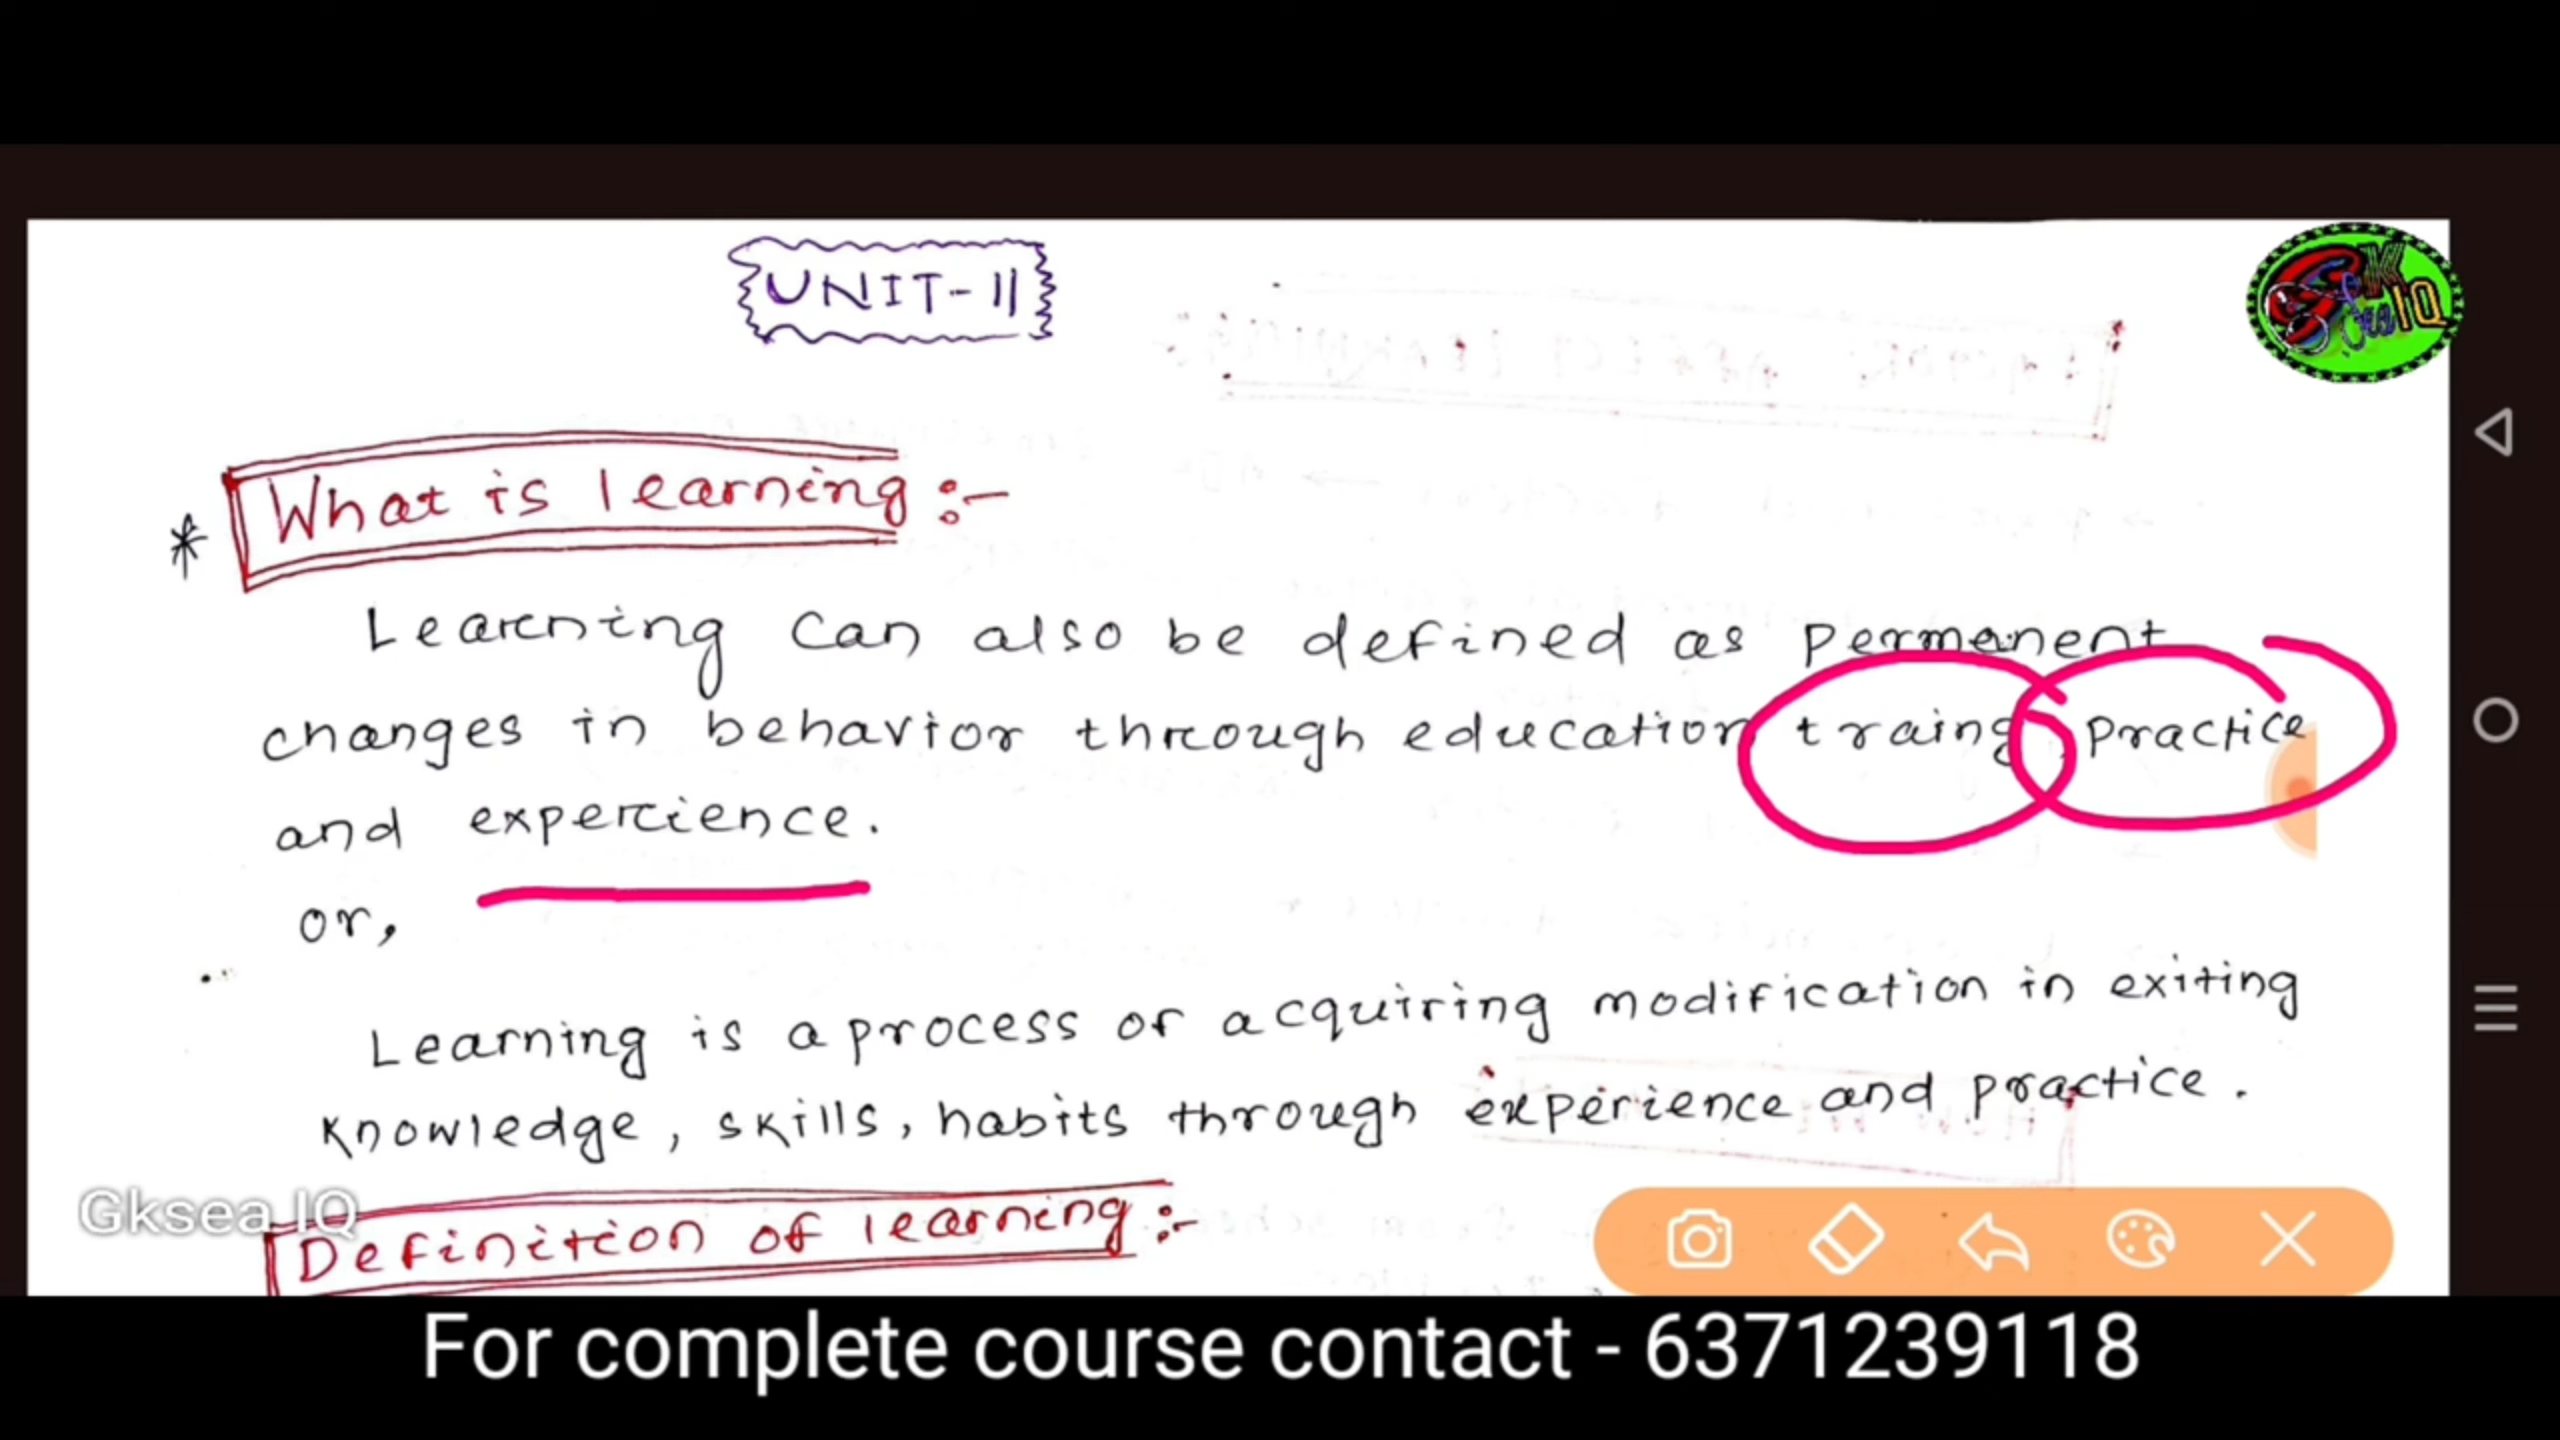 UNIT-II
* What is learning :-
Learning can also be defined as permanent
changes in behavior through education traing practice
and experience.
or,
Learning is a process of acquiring modification in exiting
knowledge, skills, habits through experience and practice.
Gksea IQ
Definition of learning :-
For complete course contact - 6371239118